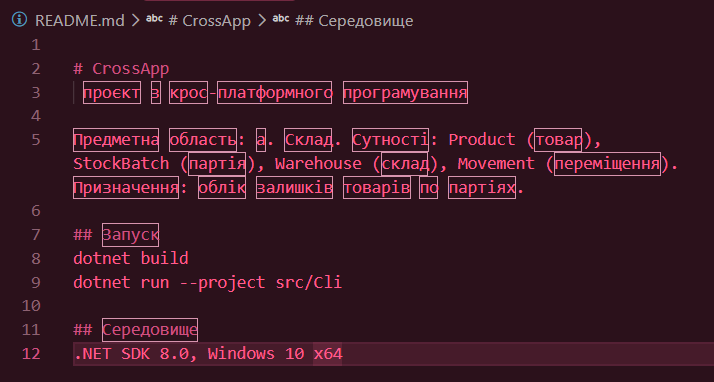 README.md > # CrossApp > ## Середовище
1
2 # CrossApp
3 проєкт з крос-платформного програмування
4
5 Предметна область: а. Склад. Сутності: Product (товар),
StockBatch (партія), Warehouse (склад), Movement (переміщення).
Призначення: облік залишків товарів по партіях.
6
7 ## Запуск
8 dotnet build
9 dotnet run --project src/Cli
10
11 ## Середовище
12 .NET SDK 8.0, Windows 10 x64